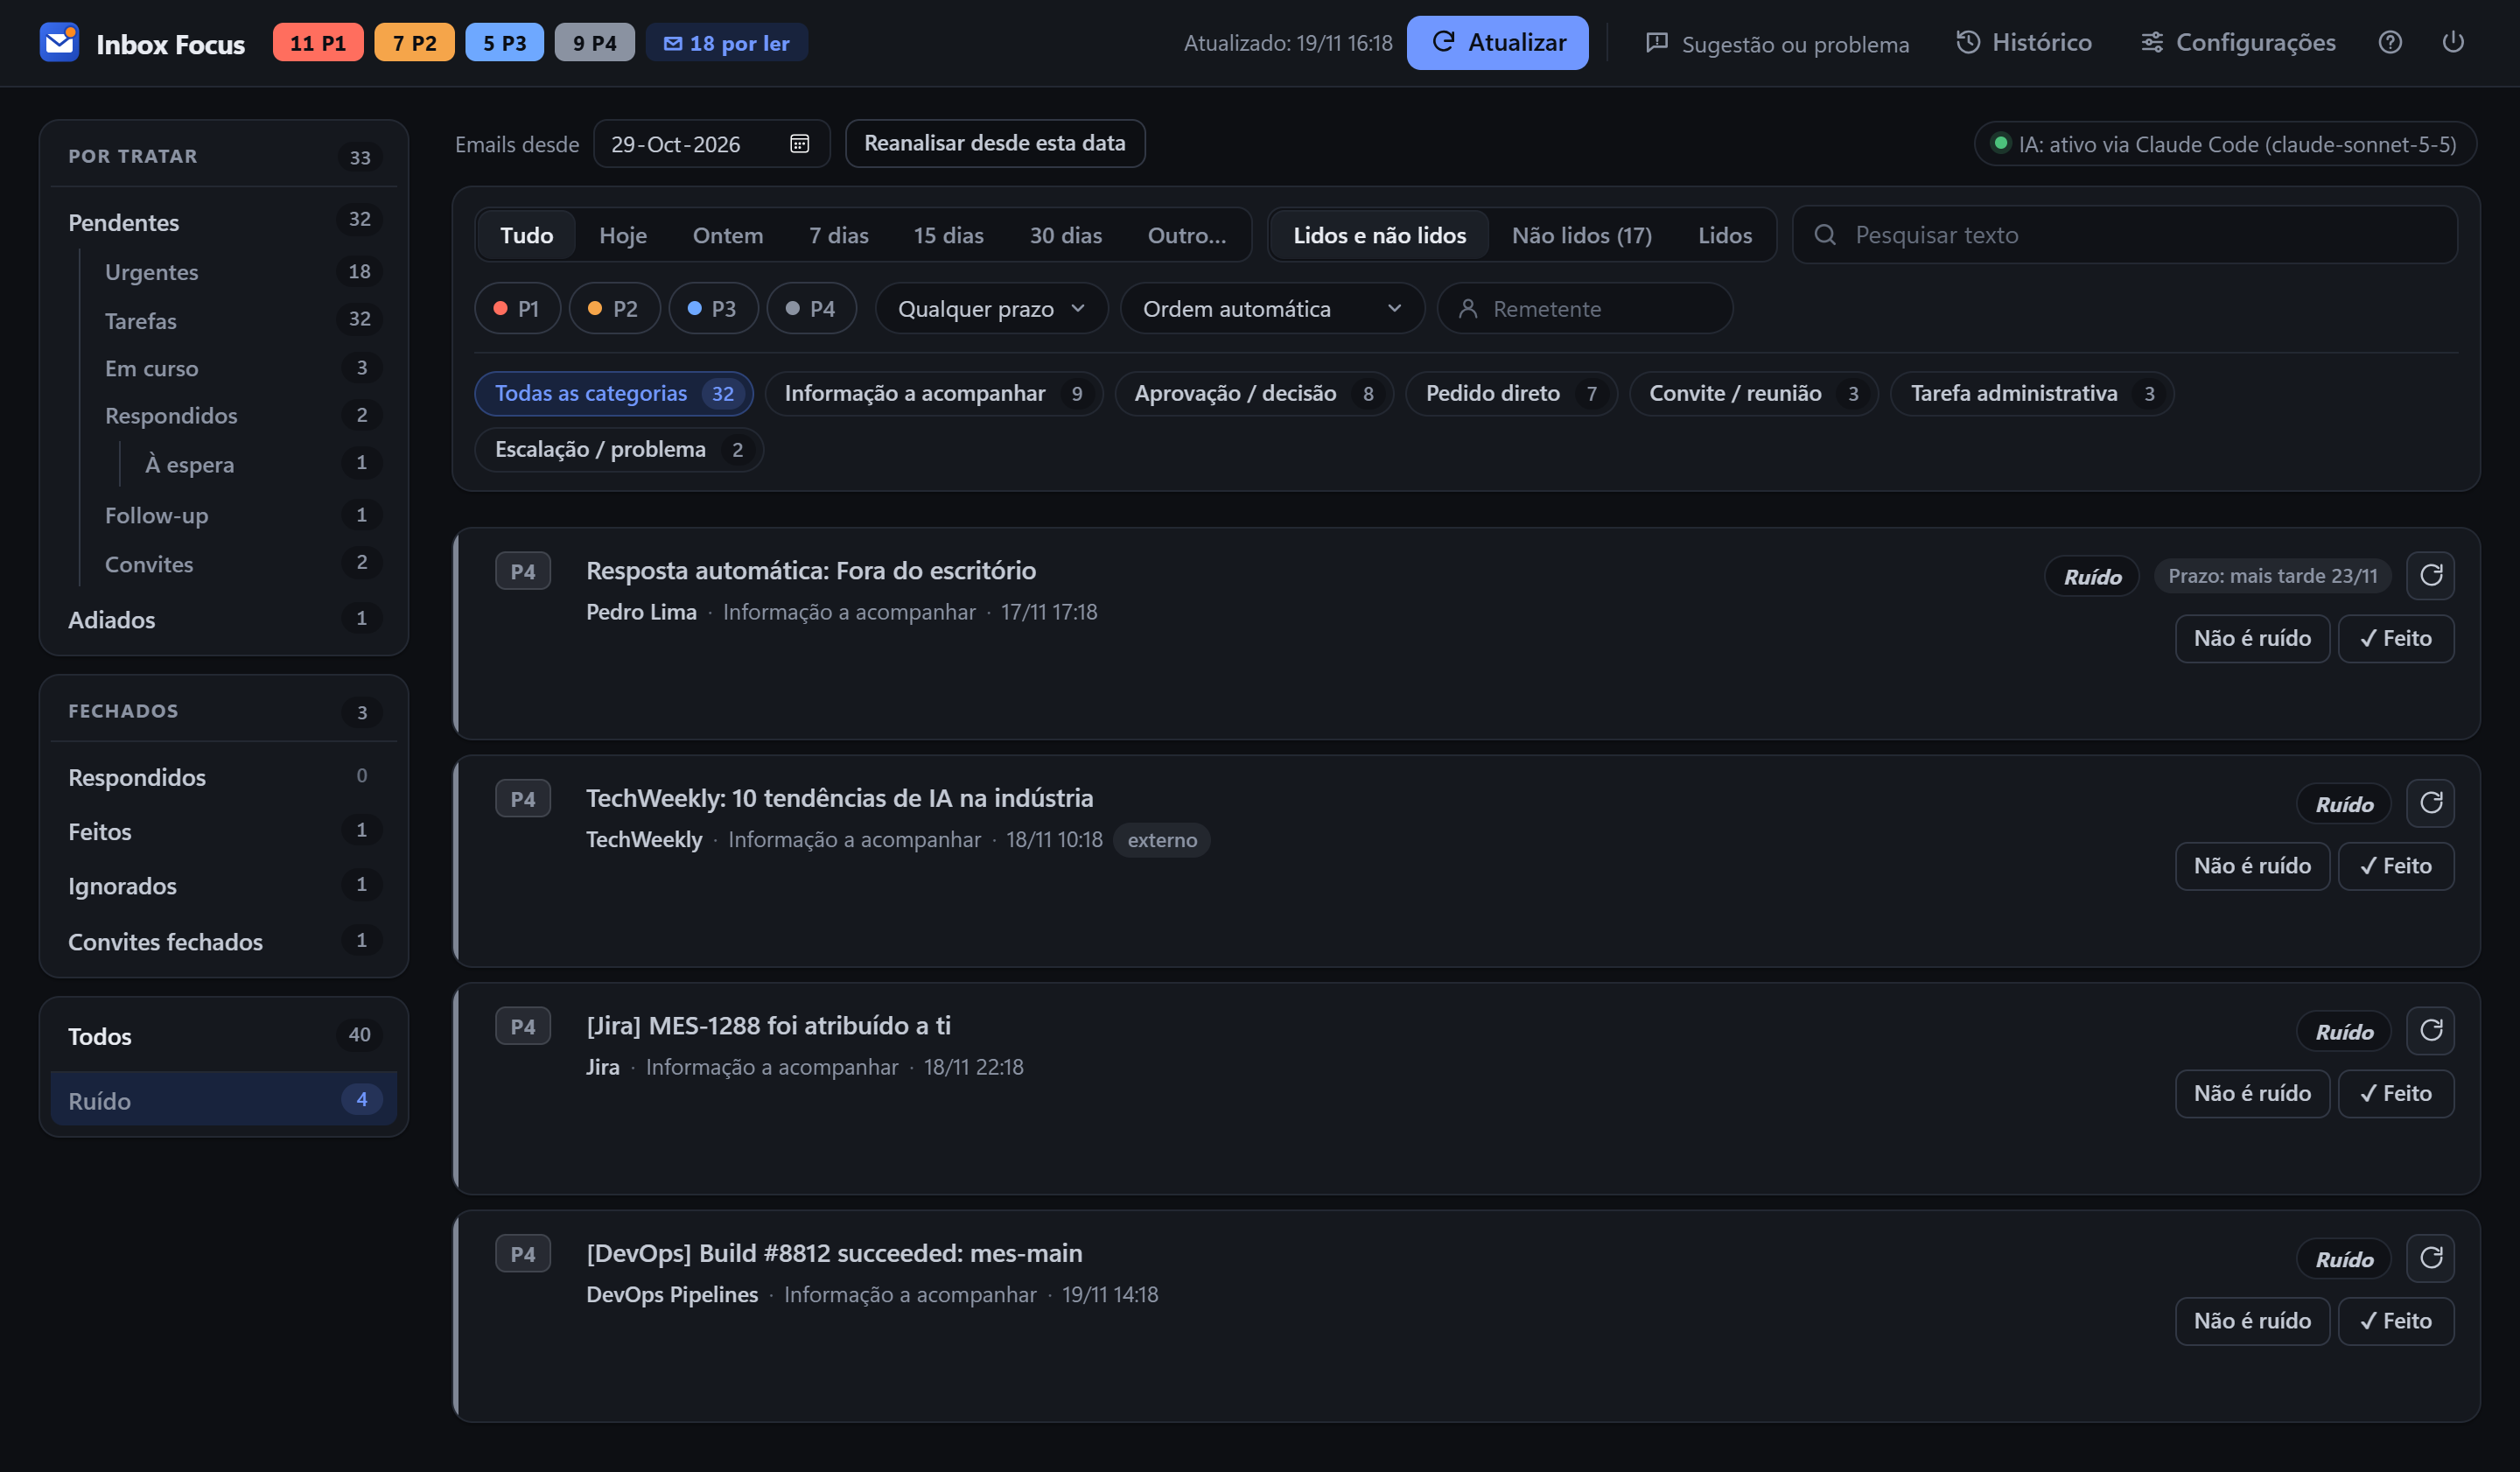 Inbox Focus
11 P1
7 P2
5 P3
9 P4
18 por ler
Atualizado: 19/11 16:18
Atualizar
Sugestão ou problema
Histórico
Configurações
POR TRATAR 33
Pendentes 32
Urgentes 18
Tarefas 32
Em curso 3
Respondidos 2
À espera 1
Follow-up 1
Convites 2
Adiados 1
FECHADOS 3
Respondidos 0
Feitos 1
Ignorados 1
Convites fechados 1
Todos 40
Ruído 4
Emails desde 29-Oct-2026 Reanalisar desde esta data
IA: ativo via Claude Code (claude-sonnet-5-5)
Tudo Hoje Ontem 7 dias 15 dias 30 dias Outro...
Lidos e não lidos Não lidos (17) Lidos
Pesquisar texto
P1 P2 P3 P4 Qualquer prazo Ordem automática Remetente
Todas as categorias 32 Informação a acompanhar 9 Aprovação / decisão 8 Pedido direto 7 Convite / reunião 3 Tarefa administrativa 3
Escalação / problema 2
P4 Resposta automática: Fora do escritório
Pedro Lima · Informação a acompanhar · 17/11 17:18
Ruído Prazo: mais tarde 23/11
Não é ruído ✓ Feito
P4 TechWeekly: 10 tendências de IA na indústria
TechWeekly · Informação a acompanhar · 18/11 10:18 externo
Ruído
Não é ruído ✓ Feito
P4 [Jira] MES-1288 foi atribuído a ti
Jira · Informação a acompanhar · 18/11 22:18
Ruído
Não é ruído ✓ Feito
P4 [DevOps] Build #8812 succeeded: mes-main
DevOps Pipelines · Informação a acompanhar · 19/11 14:18
Ruído
Não é ruído ✓ Feito